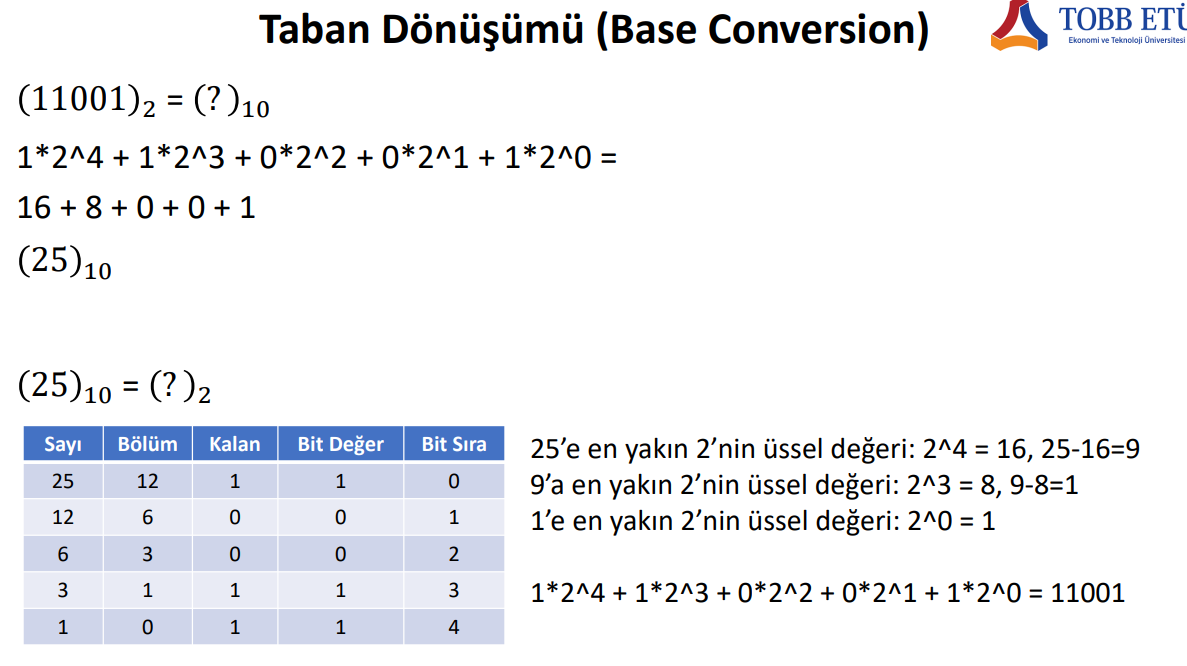 Taban Dönüşümü (Base Conversion)
TOBB ETÜ
Ekonomi ve Teknoloji Üniversitesi
(11001)₂ = (?)₁₀
1*2^4 + 1*2^3 + 0*2^2 + 0*2^1 + 1*2^0 =
16 + 8 + 0 + 0 + 1
(25)₁₀
(25)₁₀ = (?)₂
Sayı Bölüm Kalan Bit Değer Bit Sıra
25 12 1 1 0
12 6 0 0 1
6 3 0 0 2
3 1 1 1 3
1 0 1 1 4
25’e en yakın 2’nin üssel değeri: 2^4 = 16, 25-16=9
9’a en yakın 2’nin üssel değeri: 2^3 = 8, 9-8=1
1’e en yakın 2’nin üssel değeri: 2^0 = 1
1*2^4 + 1*2^3 + 0*2^2 + 0*2^1 + 1*2^0 = 11001